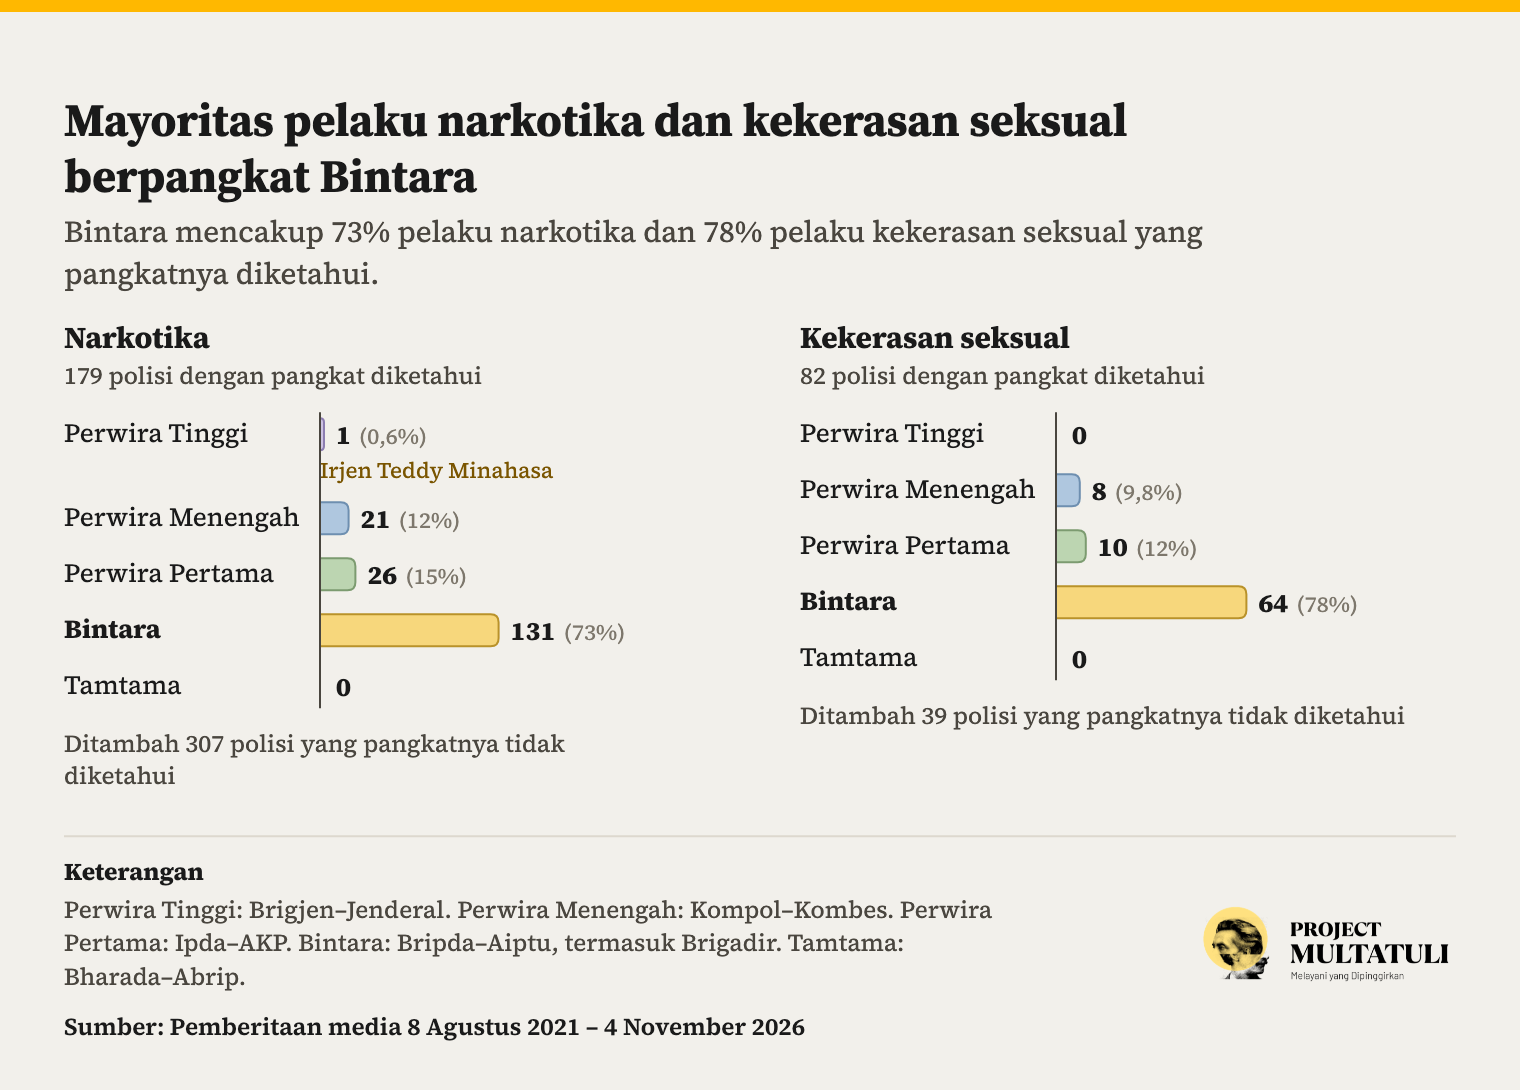 Mayoritas pelaku narkotika dan kekerasan seksual
berpangkat Bintara
Bintara mencakup 73% pelaku narkotika dan 78% pelaku kekerasan seksual yang
pangkatnya diketahui.
Narkotika
179 polisi dengan pangkat diketahui
Perwira Tinggi 1 (0,6%)
Irjen Teddy Minahasa
Perwira Menengah 21 (12%)
Perwira Pertama 26 (15%)
Bintara 131 (73%)
Tamtama 0
Ditambah 307 polisi yang pangkatnya tidak
diketahui
Kekerasan seksual
82 polisi dengan pangkat diketahui
Perwira Tinggi 0
Perwira Menengah 8 (9,8%)
Perwira Pertama 10 (12%)
Bintara 64 (78%)
Tamtama 0
Ditambah 39 polisi yang pangkatnya tidak diketahui
Keterangan
Perwira Tinggi: Brigjen–Jenderal. Perwira Menengah: Kompol–Kombes. Perwira
Pertama: Ipda–AKP. Bintara: Bripda–Aiptu, termasuk Brigadir. Tamtama:
Bharada–Abrip.
Sumber: Pemberitaan media 8 Agustus 2021 – 4 November 2026
PROJECT
MULTATULI
Melayani yang Dipinggirkan